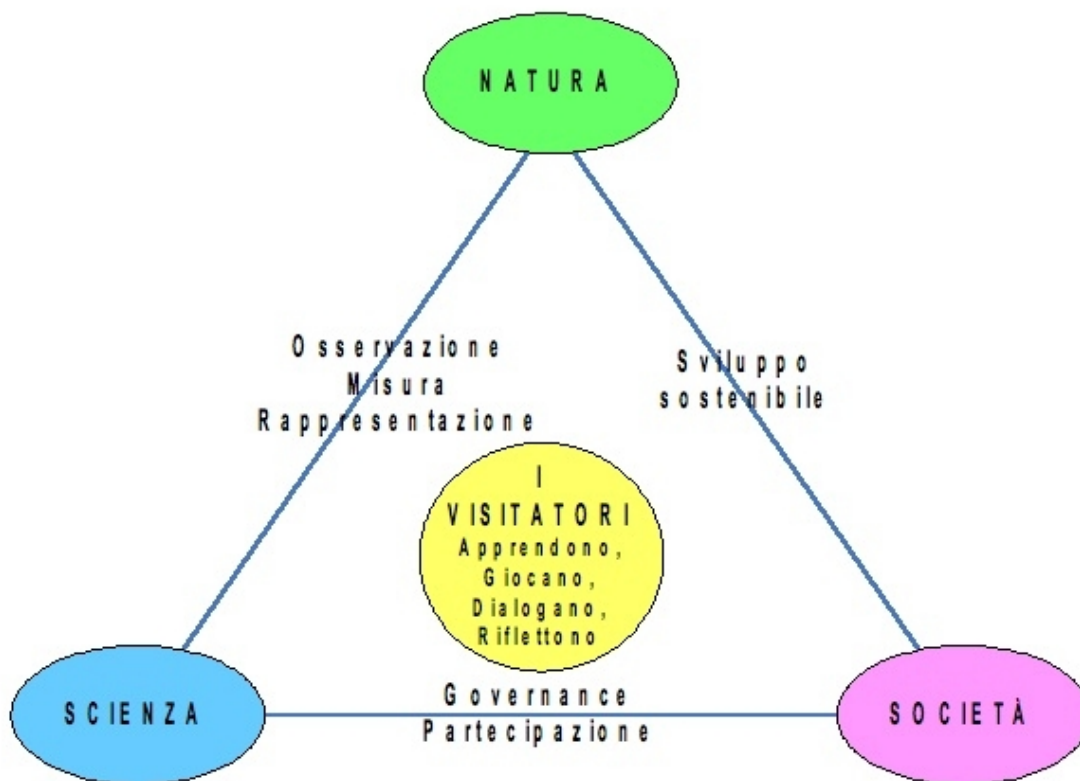 NATURA
Osservazione
Misura
Rappresentazione
Sviluppo
sostenibile
I
VISITATORI
Apprendono,
Giocano,
Dialogano,
Riflettono
SCIENZA
Governance
Partecipazione
SOCIETÀ